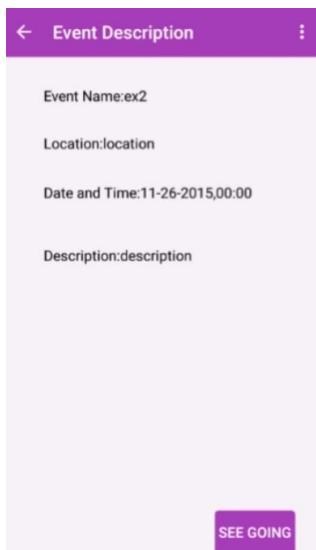 Event Description
Event Name:ex2
Location:location
Date and Time:11-26-2015,00:00
Description:description
SEE GOING